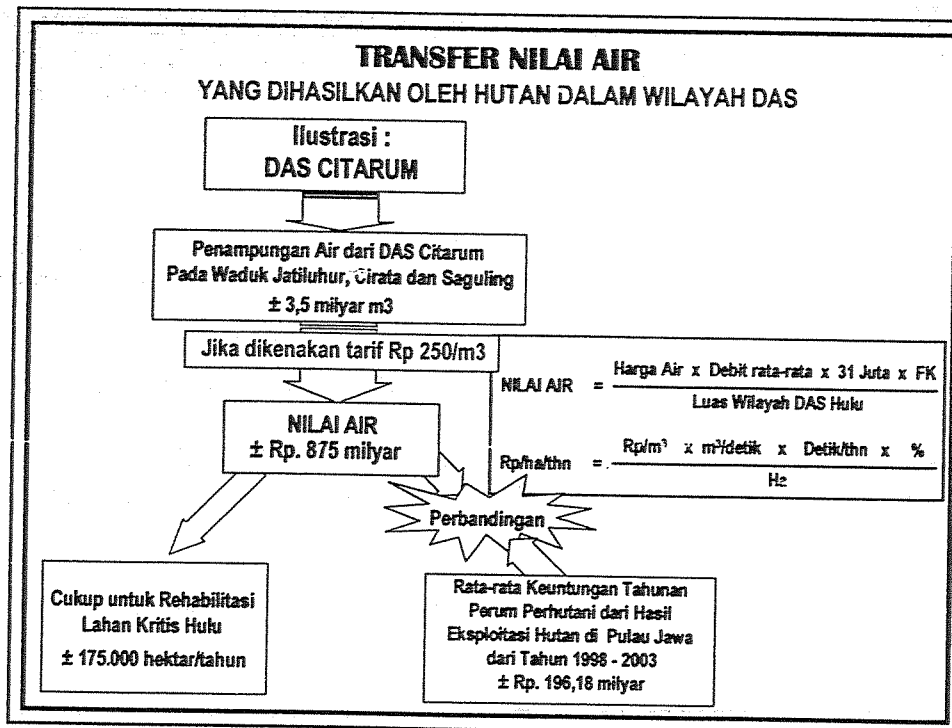 TRANSFER NILAI AIR
YANG DIHASILKAN OLEH HUTAN DALAM WILAYAH DAS
Ilustrasi :
DAS CITARUM
Penampungan Air dari DAS Citarum
Pada Waduk Jatiluhur, Cirata dan Saguling
± 3,5 milyar m3
Jika dikenakan tarif Rp 250/m3
NILAI AIR
± Rp. 875 milyar
NILAI AIR = Harga Air x Debit rata-rata x 31 Juta x FK
Luas Wilayah DAS Hulu
Rp/ha/thn = Rp/m³ x m³/detik x Detik/thn x %
Ha
Perbandingan
Cukup untuk Rehabilitasi
Lahan Kritis Hulu
± 175.000 hektar/tahun
Rata-rata Keuntungan Tahunan
Perum Perhutani dari Hasil
Eksploitasi Hutan di Pulau Jawa
dari Tahun 1998 - 2003
± Rp. 196,18 milyar